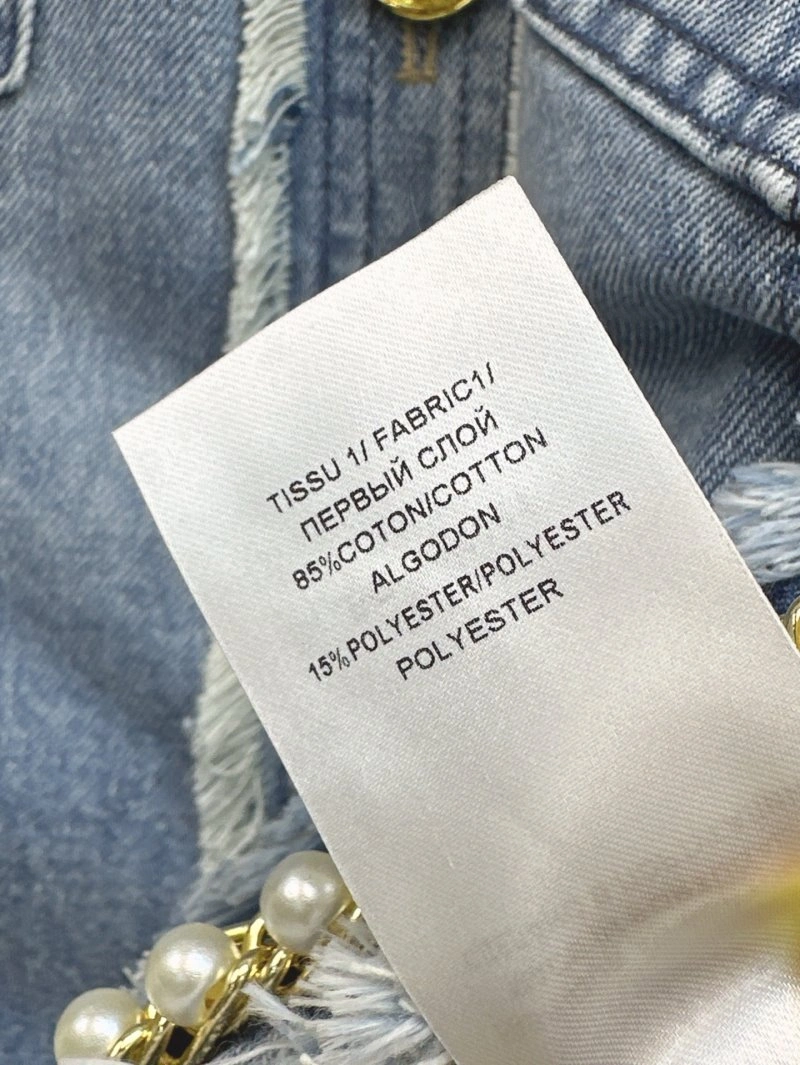 TISSU 1/ FABRIC1/
ПЕРВЫЙ СЛОЙ
85%COTON/COTTON
ALGODON
15%POLYESTER/POLYESTER
POLYESTER